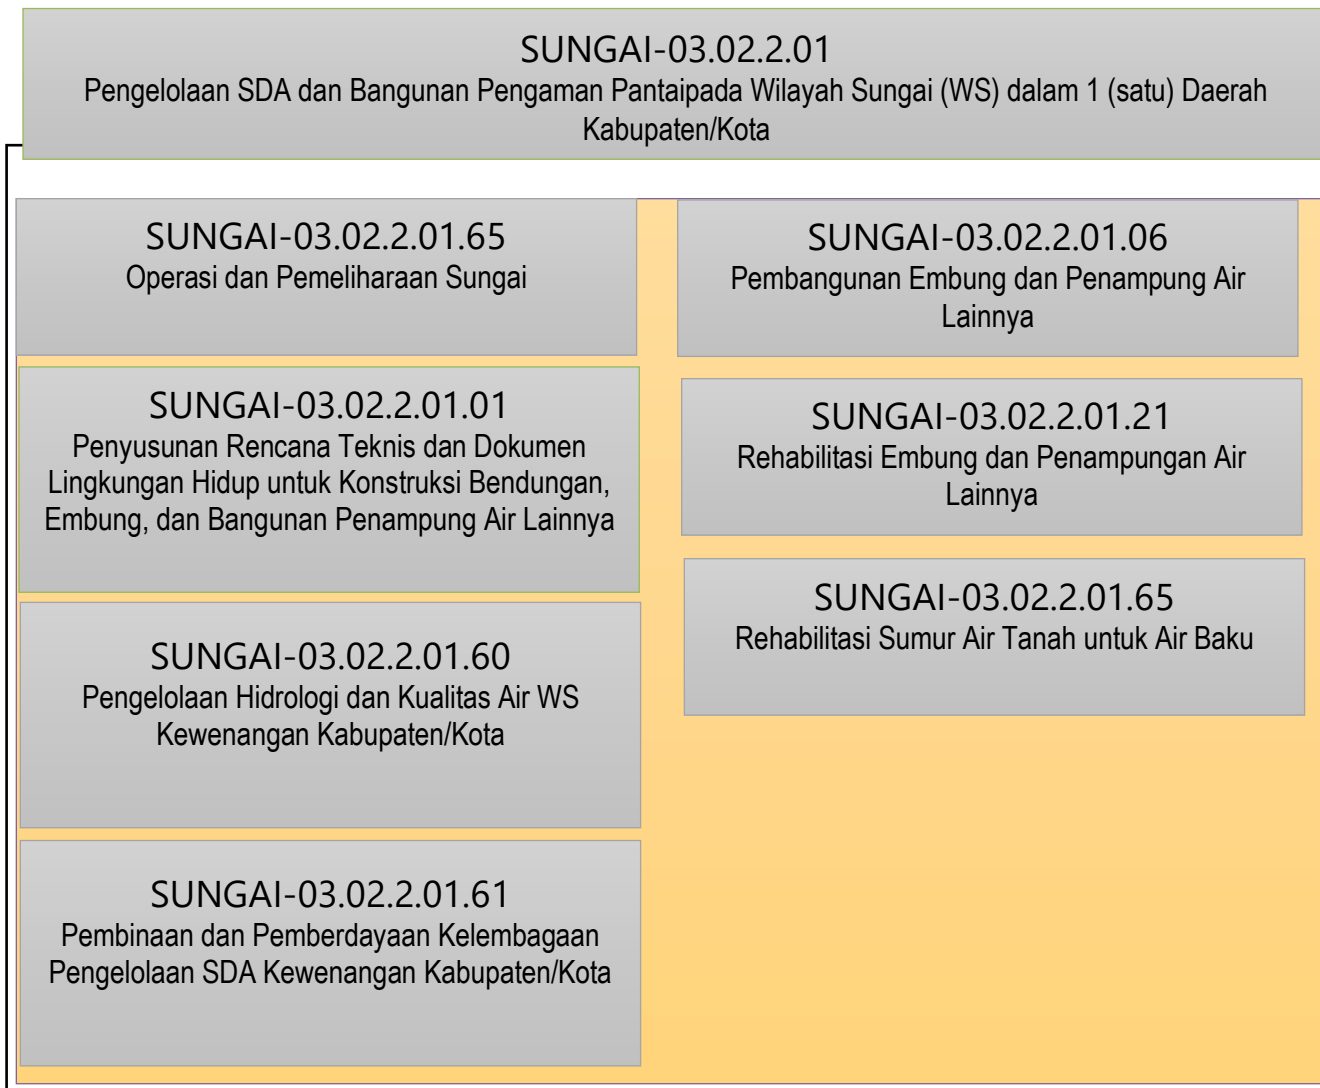 SUNGAI-03.02.2.01
Pengelolaan SDA dan Bangunan Pengaman Pantaipada Wilayah Sungai (WS) dalam 1 (satu) Daerah
Kabupaten/Kota
SUNGAI-03.02.2.01.65
Operasi dan Pemeliharaan Sungai
SUNGAI-03.02.2.01.01
Penyusunan Rencana Teknis dan Dokumen
Lingkungan Hidup untuk Konstruksi Bendungan,
Embung, dan Bangunan Penampung Air Lainnya
SUNGAI-03.02.2.01.60
Pengelolaan Hidrologi dan Kualitas Air WS
Kewenangan Kabupaten/Kota
SUNGAI-03.02.2.01.61
Pembinaan dan Pemberdayaan Kelembagaan
Pengelolaan SDA Kewenangan Kabupaten/Kota
SUNGAI-03.02.2.01.06
Pembangunan Embung dan Penampung Air
Lainnya
SUNGAI-03.02.2.01.21
Rehabilitasi Embung dan Penampungan Air
Lainnya
SUNGAI-03.02.2.01.65
Rehabilitasi Sumur Air Tanah untuk Air Baku